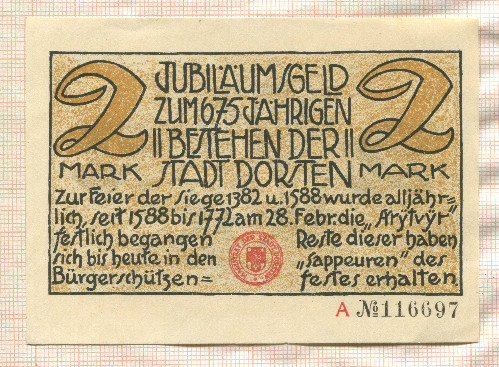 2 JUBILÄUMSGELD 2
ZUM 675 JÄHRIGEN
BESTEHEN DER
MARK STADT DORSTEN MARK
Zur Feier der Siege 1382 u. 1588 wurde alljähr-
lich seit 1588 bis 1772 am 28. Febr. die „Strytvyr"
festlich begangen Reste dieser haben
sich bis heute in den „Sappeuren" des
Bürgerschützen= festes erhalten.
A №116697